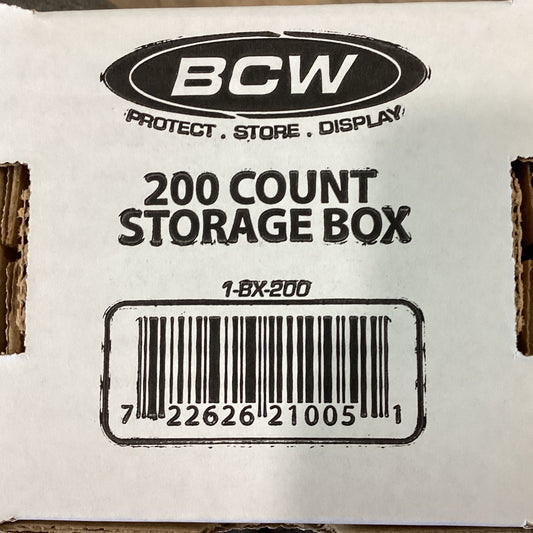 BCW
PROTECT . STORE . DISPLAY
200 COUNT
STORAGE BOX
1-BX-200
7 22626 21005 1